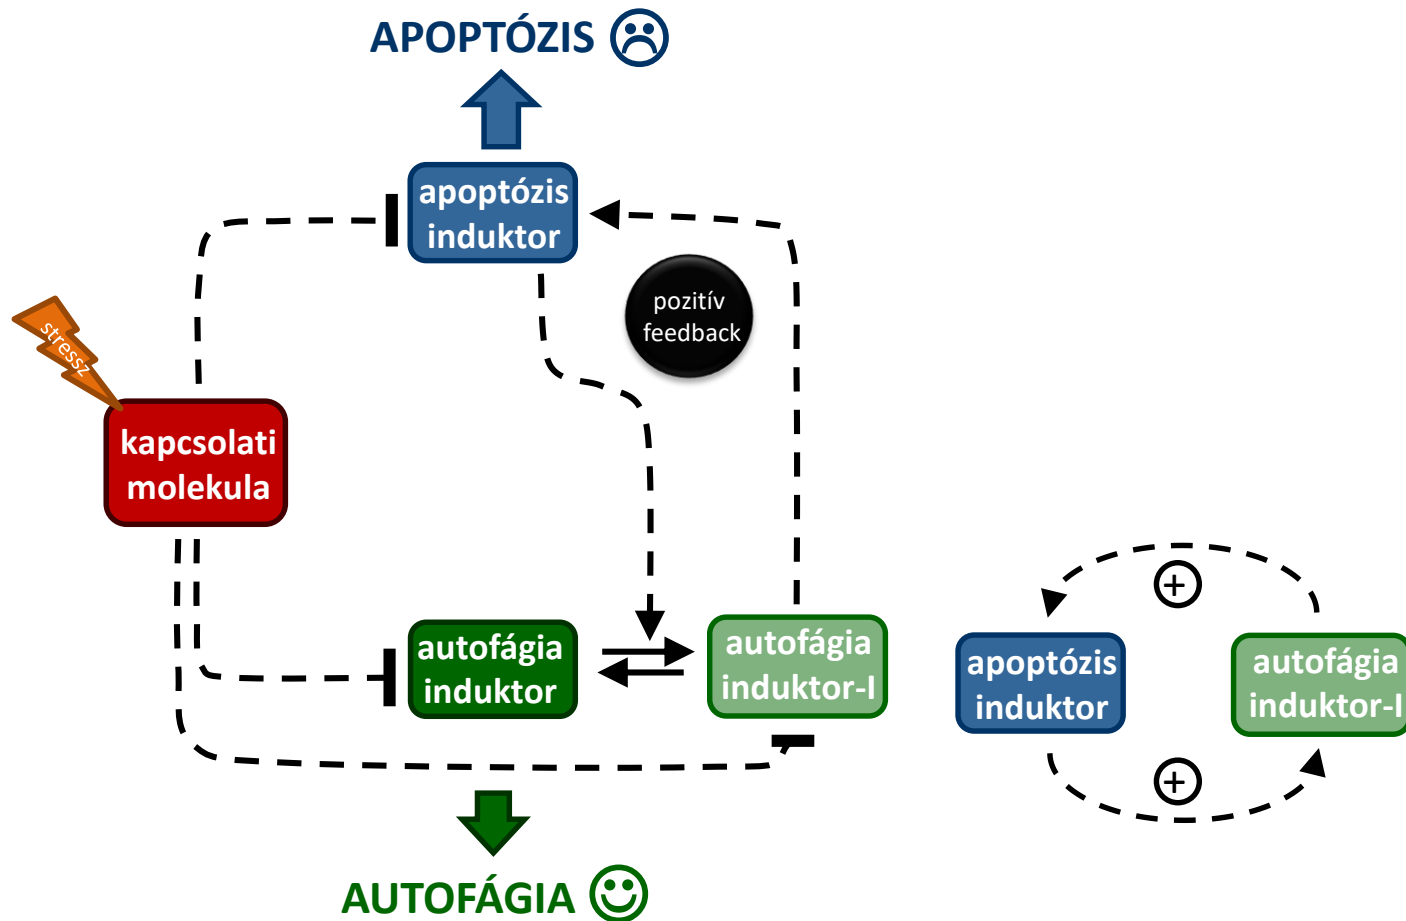 APOPTÓZIS
apoptózis
induktor
pozitív
feedback
stressz
kapcsolati
molekula
autofágia
induktor
autofágia
induktor-I
AUTOFÁGIA
+
apoptózis
induktor
autofágia
induktor-I
+